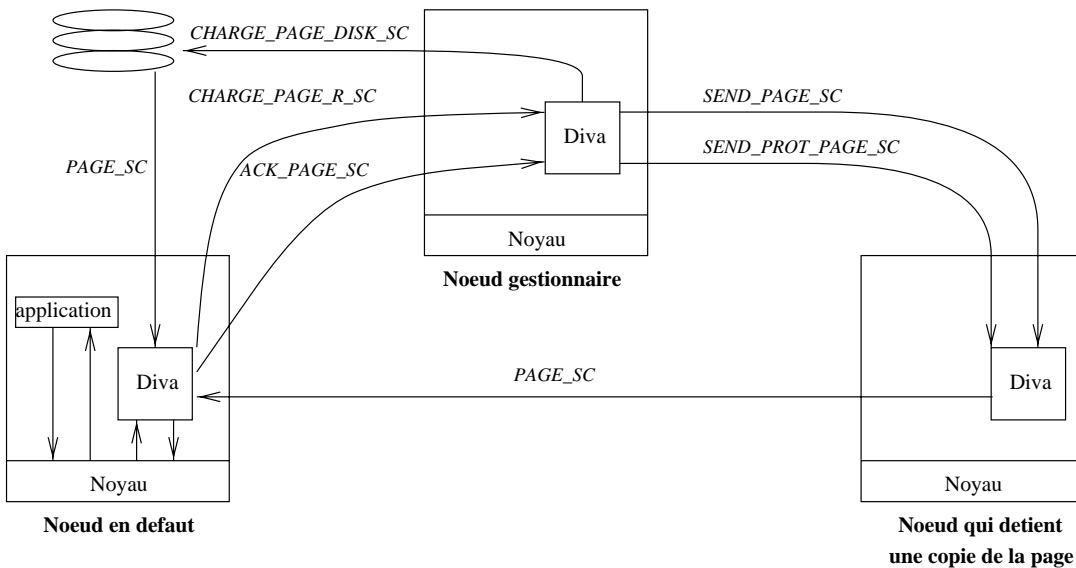 CHARGE_PAGE_DISK_SC
CHARGE_PAGE_R_SC
SEND_PAGE_SC
Diva
SEND_PROT_PAGE_SC
PAGE_SC
ACK_PAGE_SC
Noyau
Noeud gestionnaire
application
Diva
PAGE_SC
Diva
Noyau
Noyau
Noeud en defaut
Noeud qui detient
une copie de la page